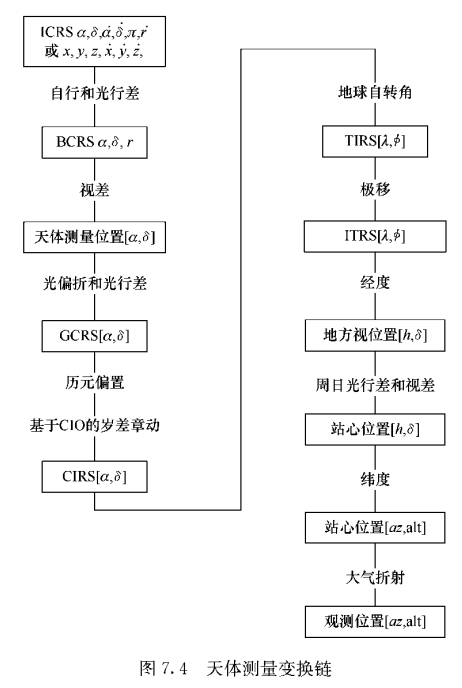 ICRS α,δ,α̇,δ̇,π,ṙ
或 x, y, z, ẋ, ẏ, ż,
自行和光行差
BCRS α,δ, r
视差
天体测量位置[α,δ]
光偏折和光行差
GCRS[α,δ]
历元偏置
基于CIO的岁差章动
CIRS[α,δ]
地球自转角
TIRS[λ,ϕ]
极移
ITRS[λ,ϕ]
经度
地方视位置[h,δ]
周日光行差和视差
站心位置[h,δ]
纬度
站心位置[az,alt]
大气折射
观测位置[az,alt]
图 7.4 天体测量变换链